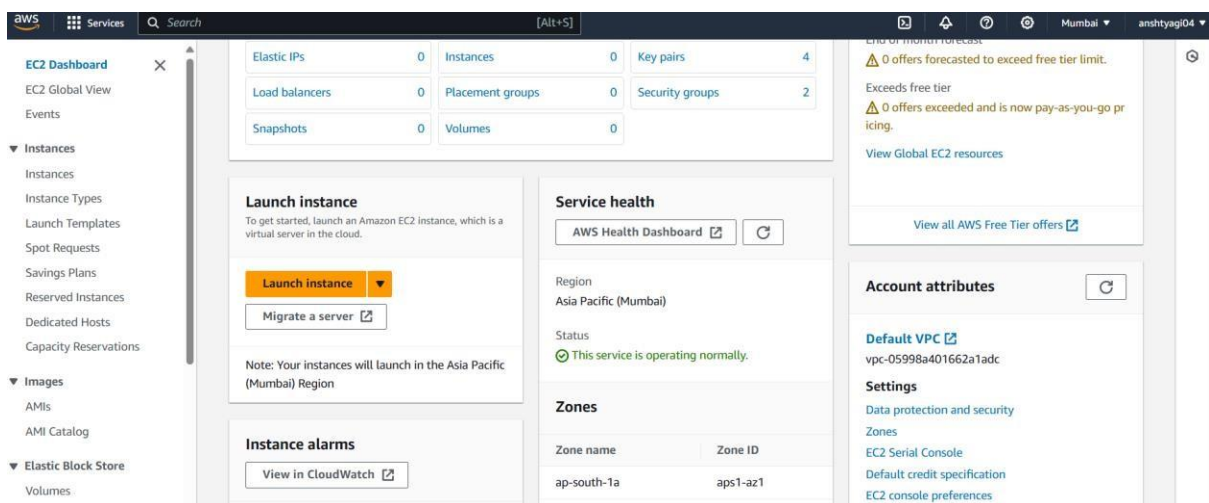 aws
Services
Search
[Alt+S]
Mumbai
anshtyagi04
EC2 Dashboard
EC2 Global View
Events
Instances
Instances
Instance Types
Launch Templates
Spot Requests
Savings Plans
Reserved Instances
Dedicated Hosts
Capacity Reservations
Images
AMIs
AMI Catalog
Elastic Block Store
Volumes
Elastic IPs 0 Instances 0 Key pairs 4
Load balancers 0 Placement groups 0 Security groups 2
Snapshots 0 Volumes 0
Launch instance
To get started, launch an Amazon EC2 instance, which is a
virtual server in the cloud.
Launch instance
Migrate a server
Note: Your instances will launch in the Asia Pacific
(Mumbai) Region
Instance alarms
View in CloudWatch
Service health
AWS Health Dashboard
Region
Asia Pacific (Mumbai)
Status
This service is operating normally.
Zones
Zone name Zone ID
ap-south-1a aps1-az1
End of month forecast
0 offers forecasted to exceed free tier limit.
Exceeds free tier
0 offers exceeded and is now pay-as-you-go pr
icing.
View Global EC2 resources
View all AWS Free Tier offers
Account attributes
Default VPC
vpc-05998a401662a1adc
Settings
Data protection and security
Zones
EC2 Serial Console
Default credit specification
EC2 console preferences